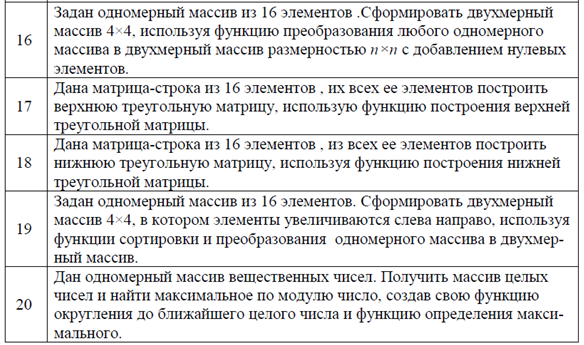 16
Задан одномерный массив из 16 элементов .Сформировать двухмерный
массив 4×4, используя функцию преобразования любого одномерного
массива в двухмерный массив размерностью n×n с добавлением нулевых
элементов.
17
Дана матрица-строка из 16 элементов , их всех ее элементов построить
верхнюю треугольную матрицу, использую функцию построения верхней
треугольной матрицы.
18
Дана матрица-строка из 16 элементов , из всех ее элементов построить
нижнюю треугольную матрицу, используя функцию построения нижней
треугольной матрицы.
19
Задан одномерный массив из 16 элементов. Сформировать двухмерный
массив 4×4, в котором элементы увеличиваются слева направо, используя
функции сортировки и преобразования одномерного массива в двухмер-
ный массив.
20
Дан одномерный массив вещественных чисел. Получить массив целых
чисел и найти максимальное по модулю число, создав свою функцию
округления до ближайшего целого числа и функцию определения макси-
мального.